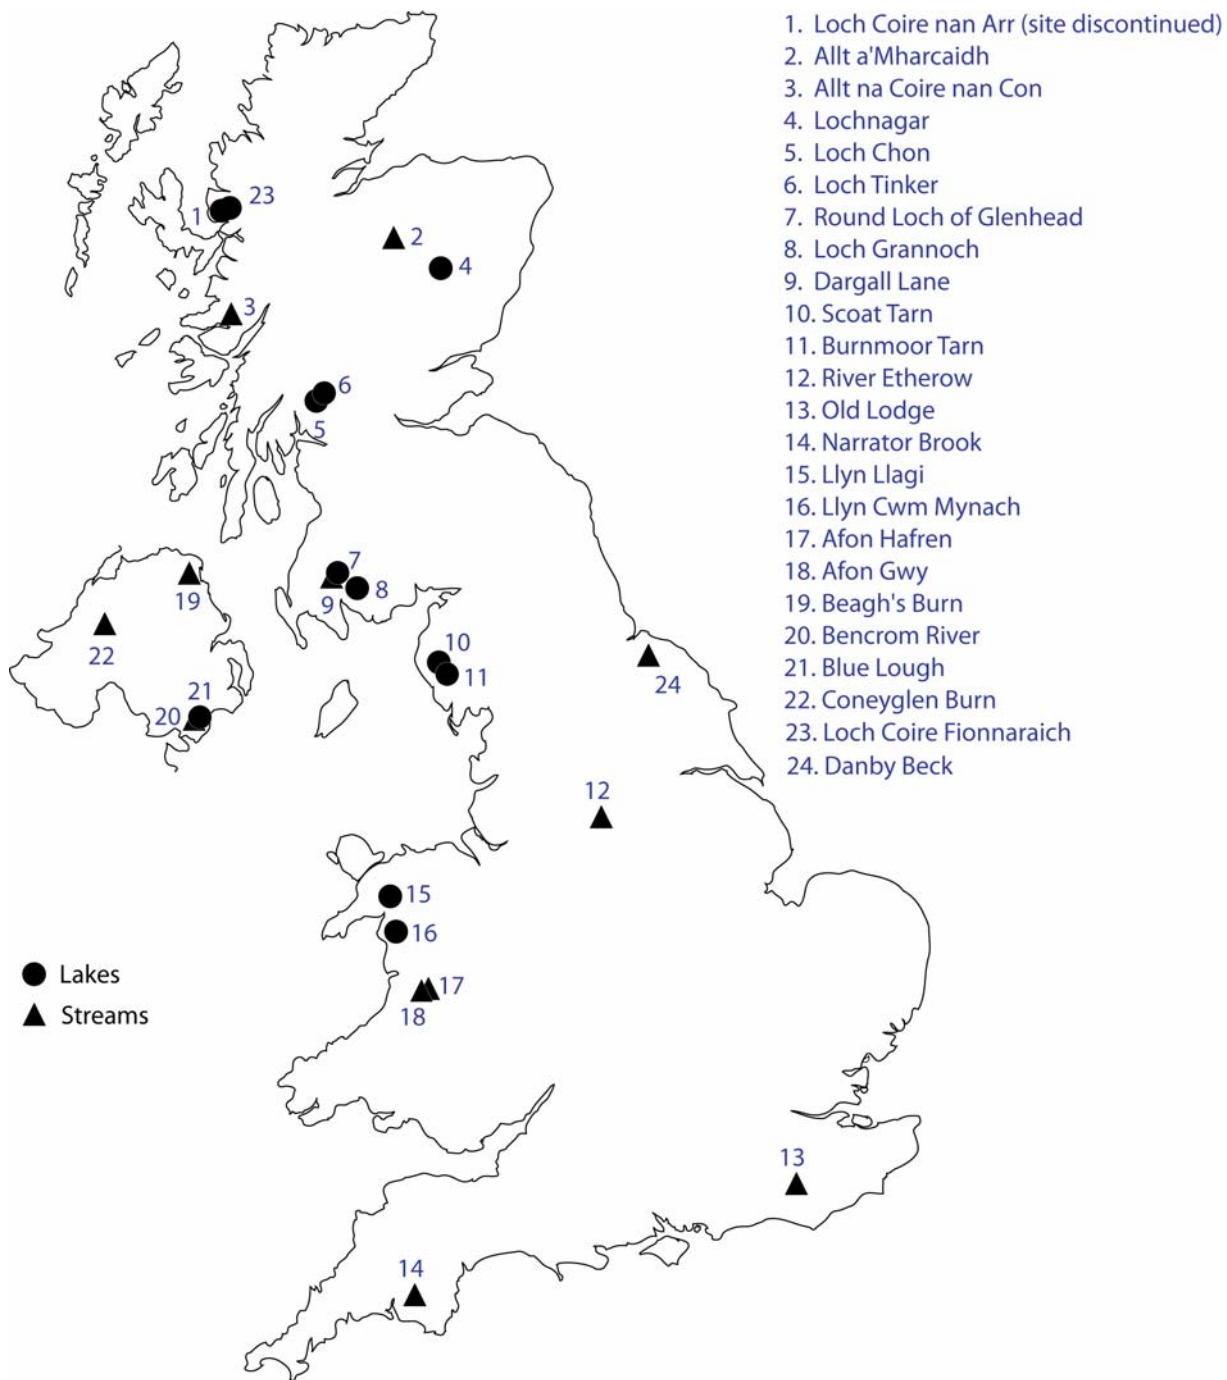 1. Loch Coire nan Arr (site discontinued)
2. Allt a'Mharcaidh
3. Allt na Coire nan Con
4. Lochnagar
5. Loch Chon
6. Loch Tinker
7. Round Loch of Glenhead
8. Loch Grannoch
9. Dargall Lane
10. Scoat Tarn
11. Burnmoor Tarn
12. River Etherow
13. Old Lodge
14. Narrator Brook
15. Llyn Llagi
16. Llyn Cwm Mynach
17. Afon Hafren
18. Afon Gwy
19. Beagh's Burn
20. Bencrom River
21. Blue Lough
22. Coneyglen Burn
23. Loch Coire Fionnaraich
24. Danby Beck
23
1
2
4
3
6
5
7
8
9
19
22
10
11
24
21
20
12
15
16
17
18
13
14
Lakes
Streams